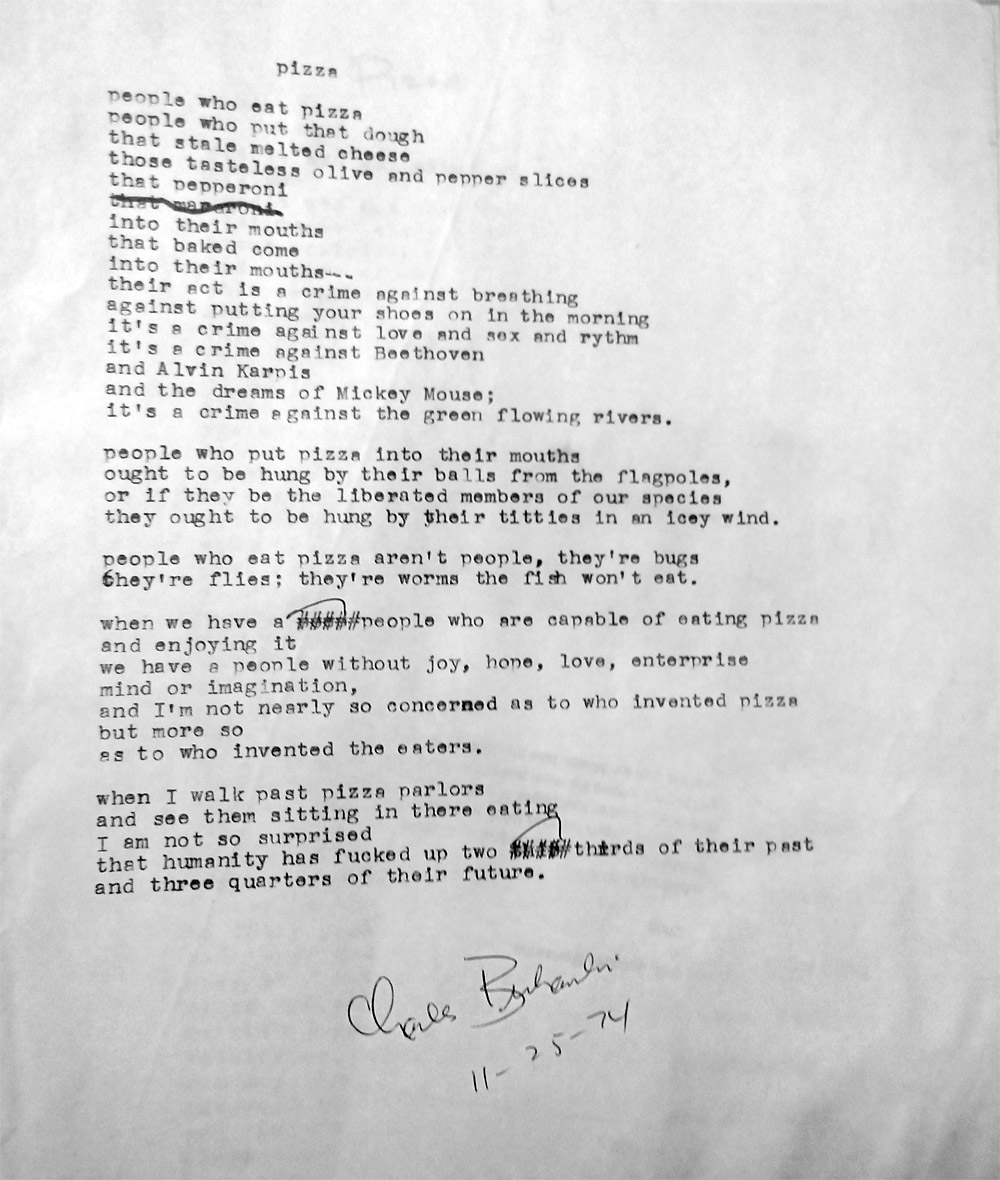 pizza
people who eat pizza
people who put that dough
that stale melted cheese
those tasteless olive and pepper slices
that pepperoni
that mararoni
into their mouths
that baked come
into their mouths---
their act is a crime against breathing
against putting your shoes on in the morning
it's a crime against love and sex and rythm
it's a crime against Beethoven
and Alvin Karpis
and the dreams of Mickey Mouse;
it's a crime against the green flowing rivers.
people who put pizza into their mouths
ought to be hung by their balls from the flagpoles,
or if they be the liberated members of our species
they ought to be hung by their titties in an icey wind.
people who eat pizza aren't people, they're bugs
they're flies; they're worms the fish won't eat.
when we have a #####people who are capable of eating pizza
and enjoying it
we have a people without joy, hope, love, enterprise
mind or imagination,
and I'm not nearly so concerned as to who invented pizza
but more so
as to who invented the eaters.
when I walk past pizza parlors
and see them sitting in there eating
I am not so surprised
that humanity has fucked up two #####thirds of their past
and three quarters of their future.
Charles Bukowski
11-25-74